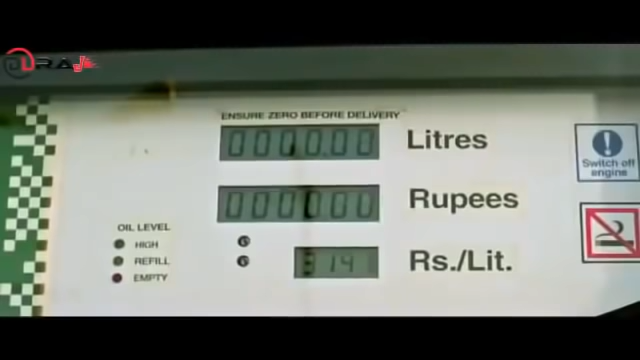 URAJ
ENSURE ZERO BEFORE DELIVERY
0000.00
Litres
000000
Rupees
OIL LEVEL
HIGH
REFILL
EMPTY
Rs./Lit.
Switch off
engine